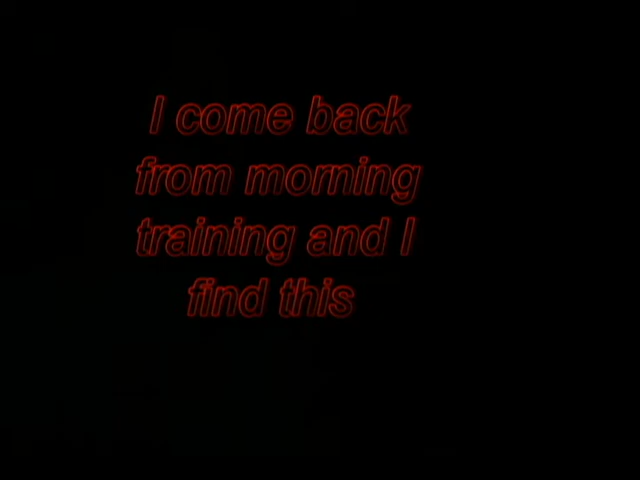 I come back
from morning
training and I
find this